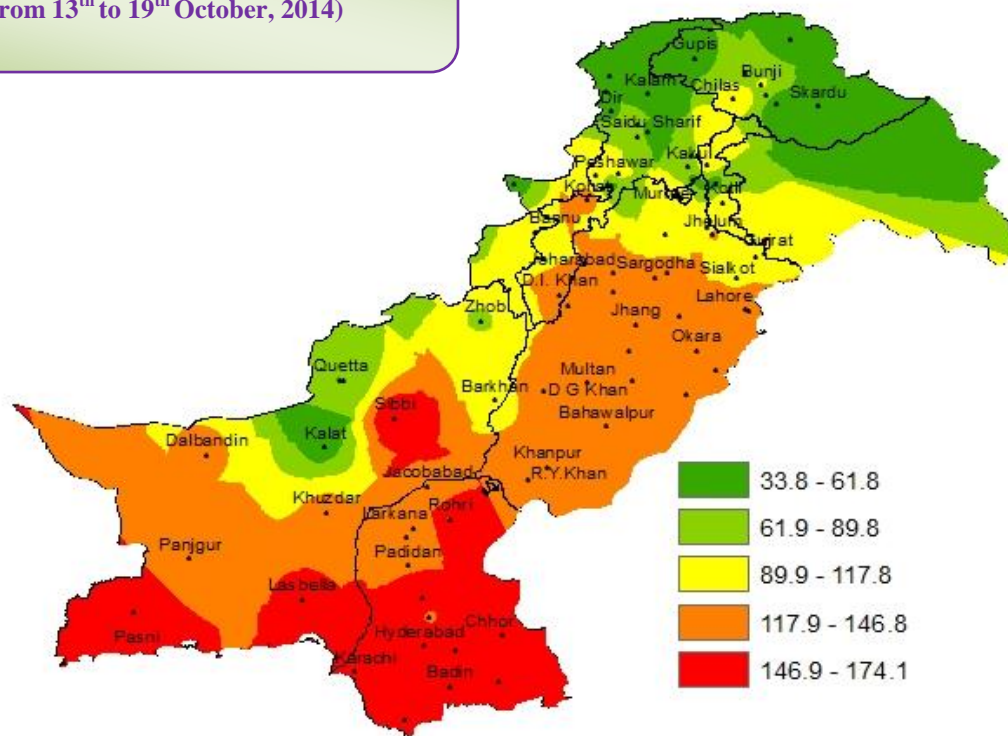 rom 13th to 19th October, 2014)
Gupis
Bunji
Kalam
Chilas
Skardu
Dir
Saidu Sharif
Kakul
Peshawar
Kohat
Murree
Kotli
Bannu
Jhelum
Gujrat
Joharabad
Sargodha
Sialkot
D.I. Khan
Lahore
Zhob
Jhang
Okara
Quetta
Multan
Barkhan
D G Khan
Sibbi
Bahawalpur
Kalat
Dalbandin
Khanpur
Jacobabad
R.Y.Khan
Khuzdar
Rohri
Larkana
Panjgur
Padidan
Lasbella
Chhor
Hyderabad
Pasni
Karachi
Badin
33.8 - 61.8
61.9 - 89.8
89.9 - 117.8
117.9 - 146.8
146.9 - 174.1